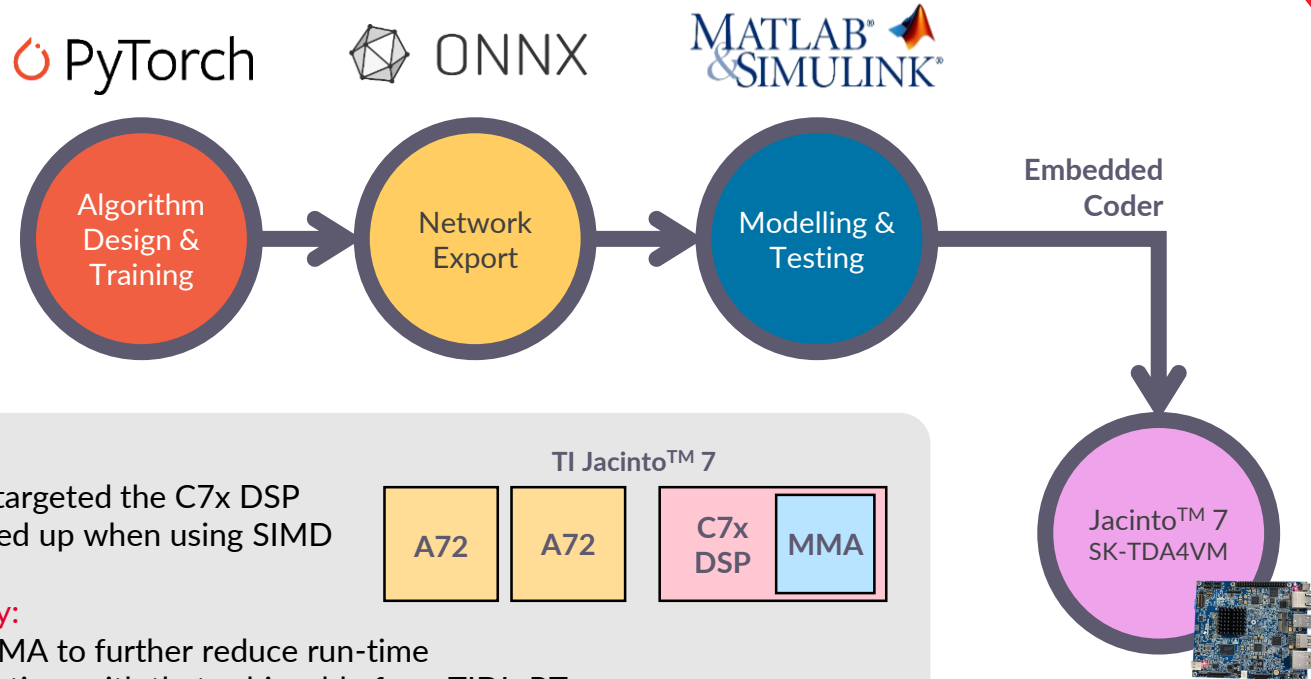 PyTorch
ONNX
MATLAB®
&SIMULINK®
Algorithm
Design &
Training
Network
Export
Modelling &
Testing
Embedded
Coder
TI Jacinto™ 7
targeted the C7x DSP
ed up when using SIMD
A72
A72
C7x
DSP
MMA
Jacinto™ 7
SK-TDA4VM
y:
MA to further reduce run-time